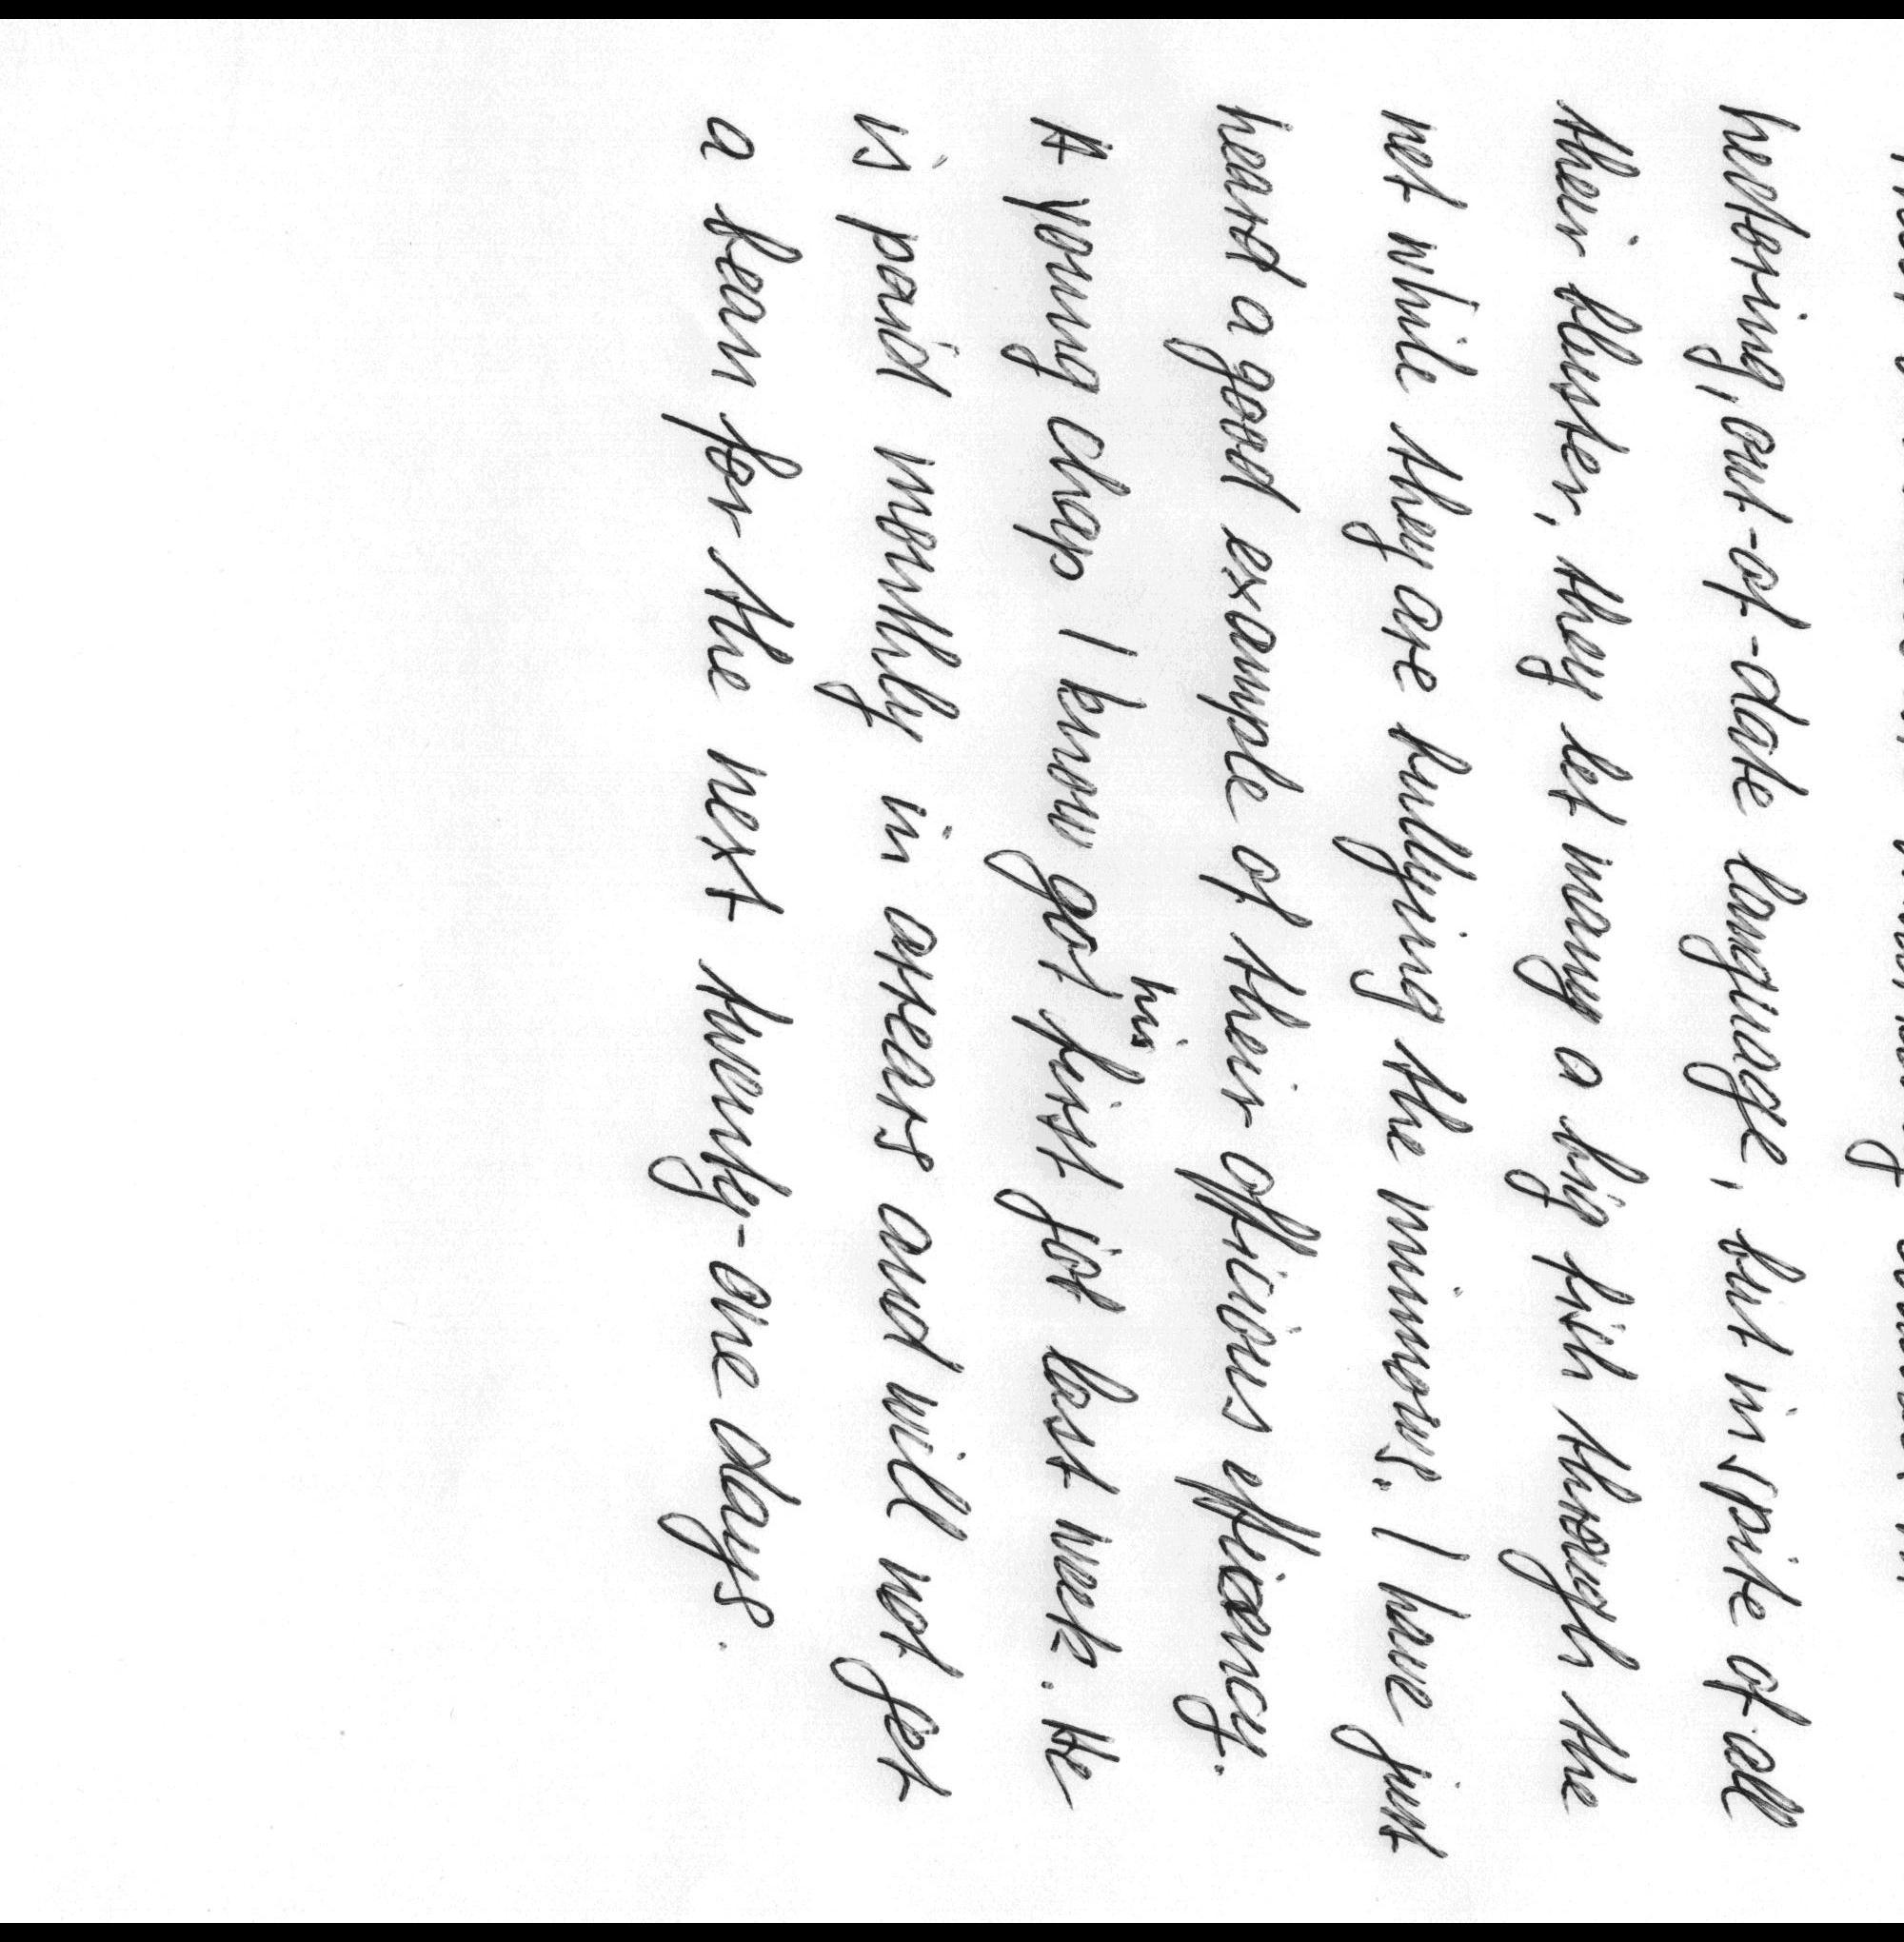 hectoring, out-of-date language, but in spite of all
their bluster, they let many a big fish through the
net while they are bullying the minnows. I have just
heard a good example of their officious efficiency.
A young chap I know got his first job last week. He
is paid monthly in arrears and will not get
a bean for the next twenty-one days.